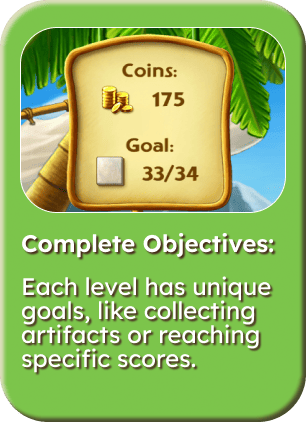 Coins:
175
Goal:
33/34
Complete Objectives:
Each level has unique
goals, like collecting
artifacts or reaching
specific scores.